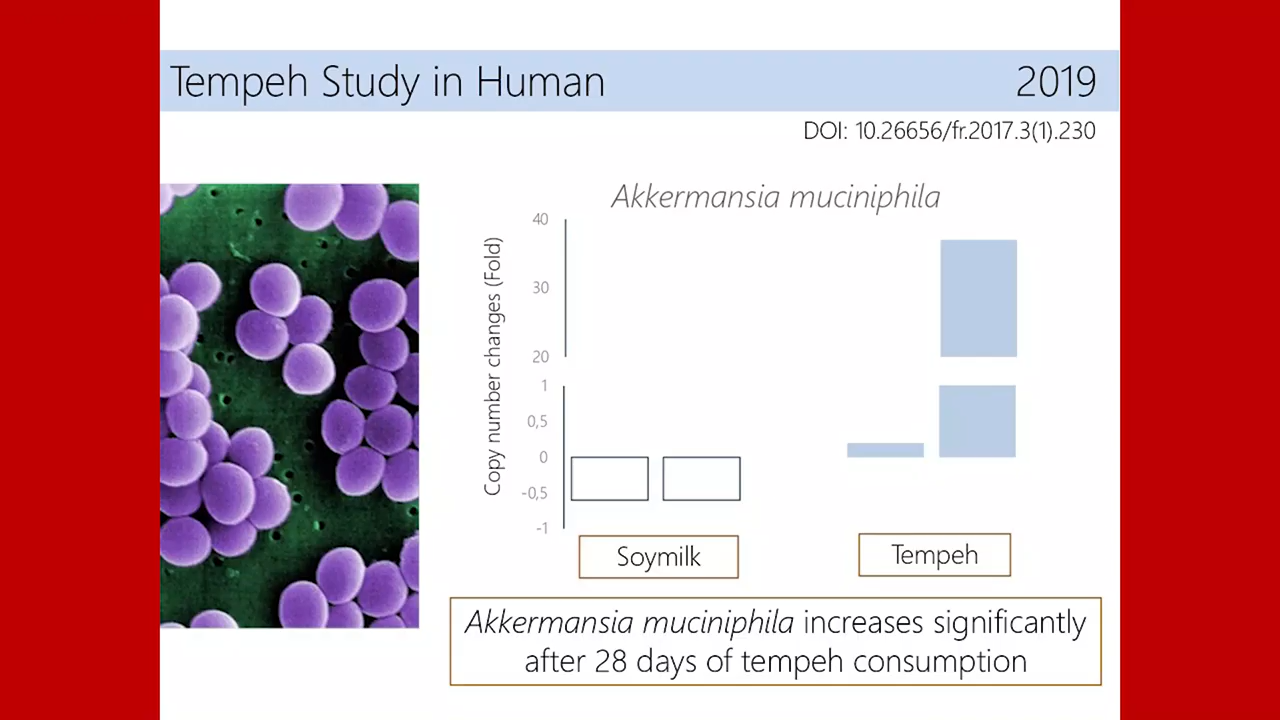 Tempeh Study in Human
2019
DOI: 10.26656/fr.2017.3(1).230
Akkermansia muciniphila
Copy number changes (Fold)
40
30
20
1
0,5
0
-0,5
-1
Soymilk
Tempeh
Akkermansia muciniphila increases significantly
after 28 days of tempeh consumption